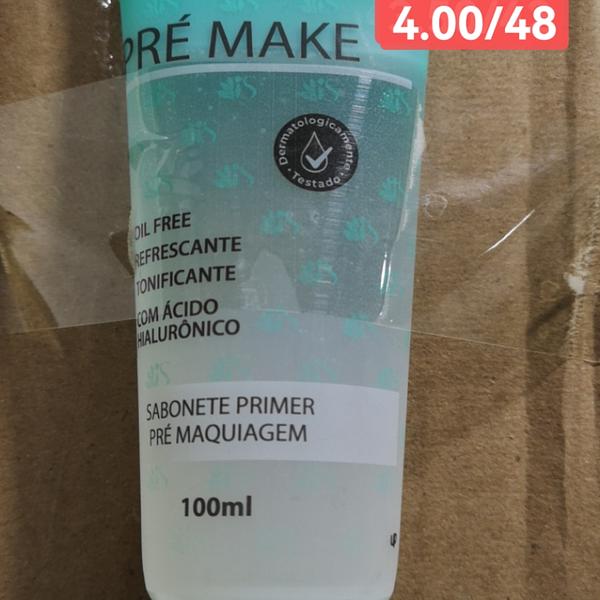 4.00/48
PRÉ MAKE
Dermatologicamente
Testado
OIL FREE
REFRESCANTE
TONIFICANTE
COM ÁCIDO
HIALURÔNICO
SABONETE PRIMER
PRÉ MAQUIAGEM
100ml